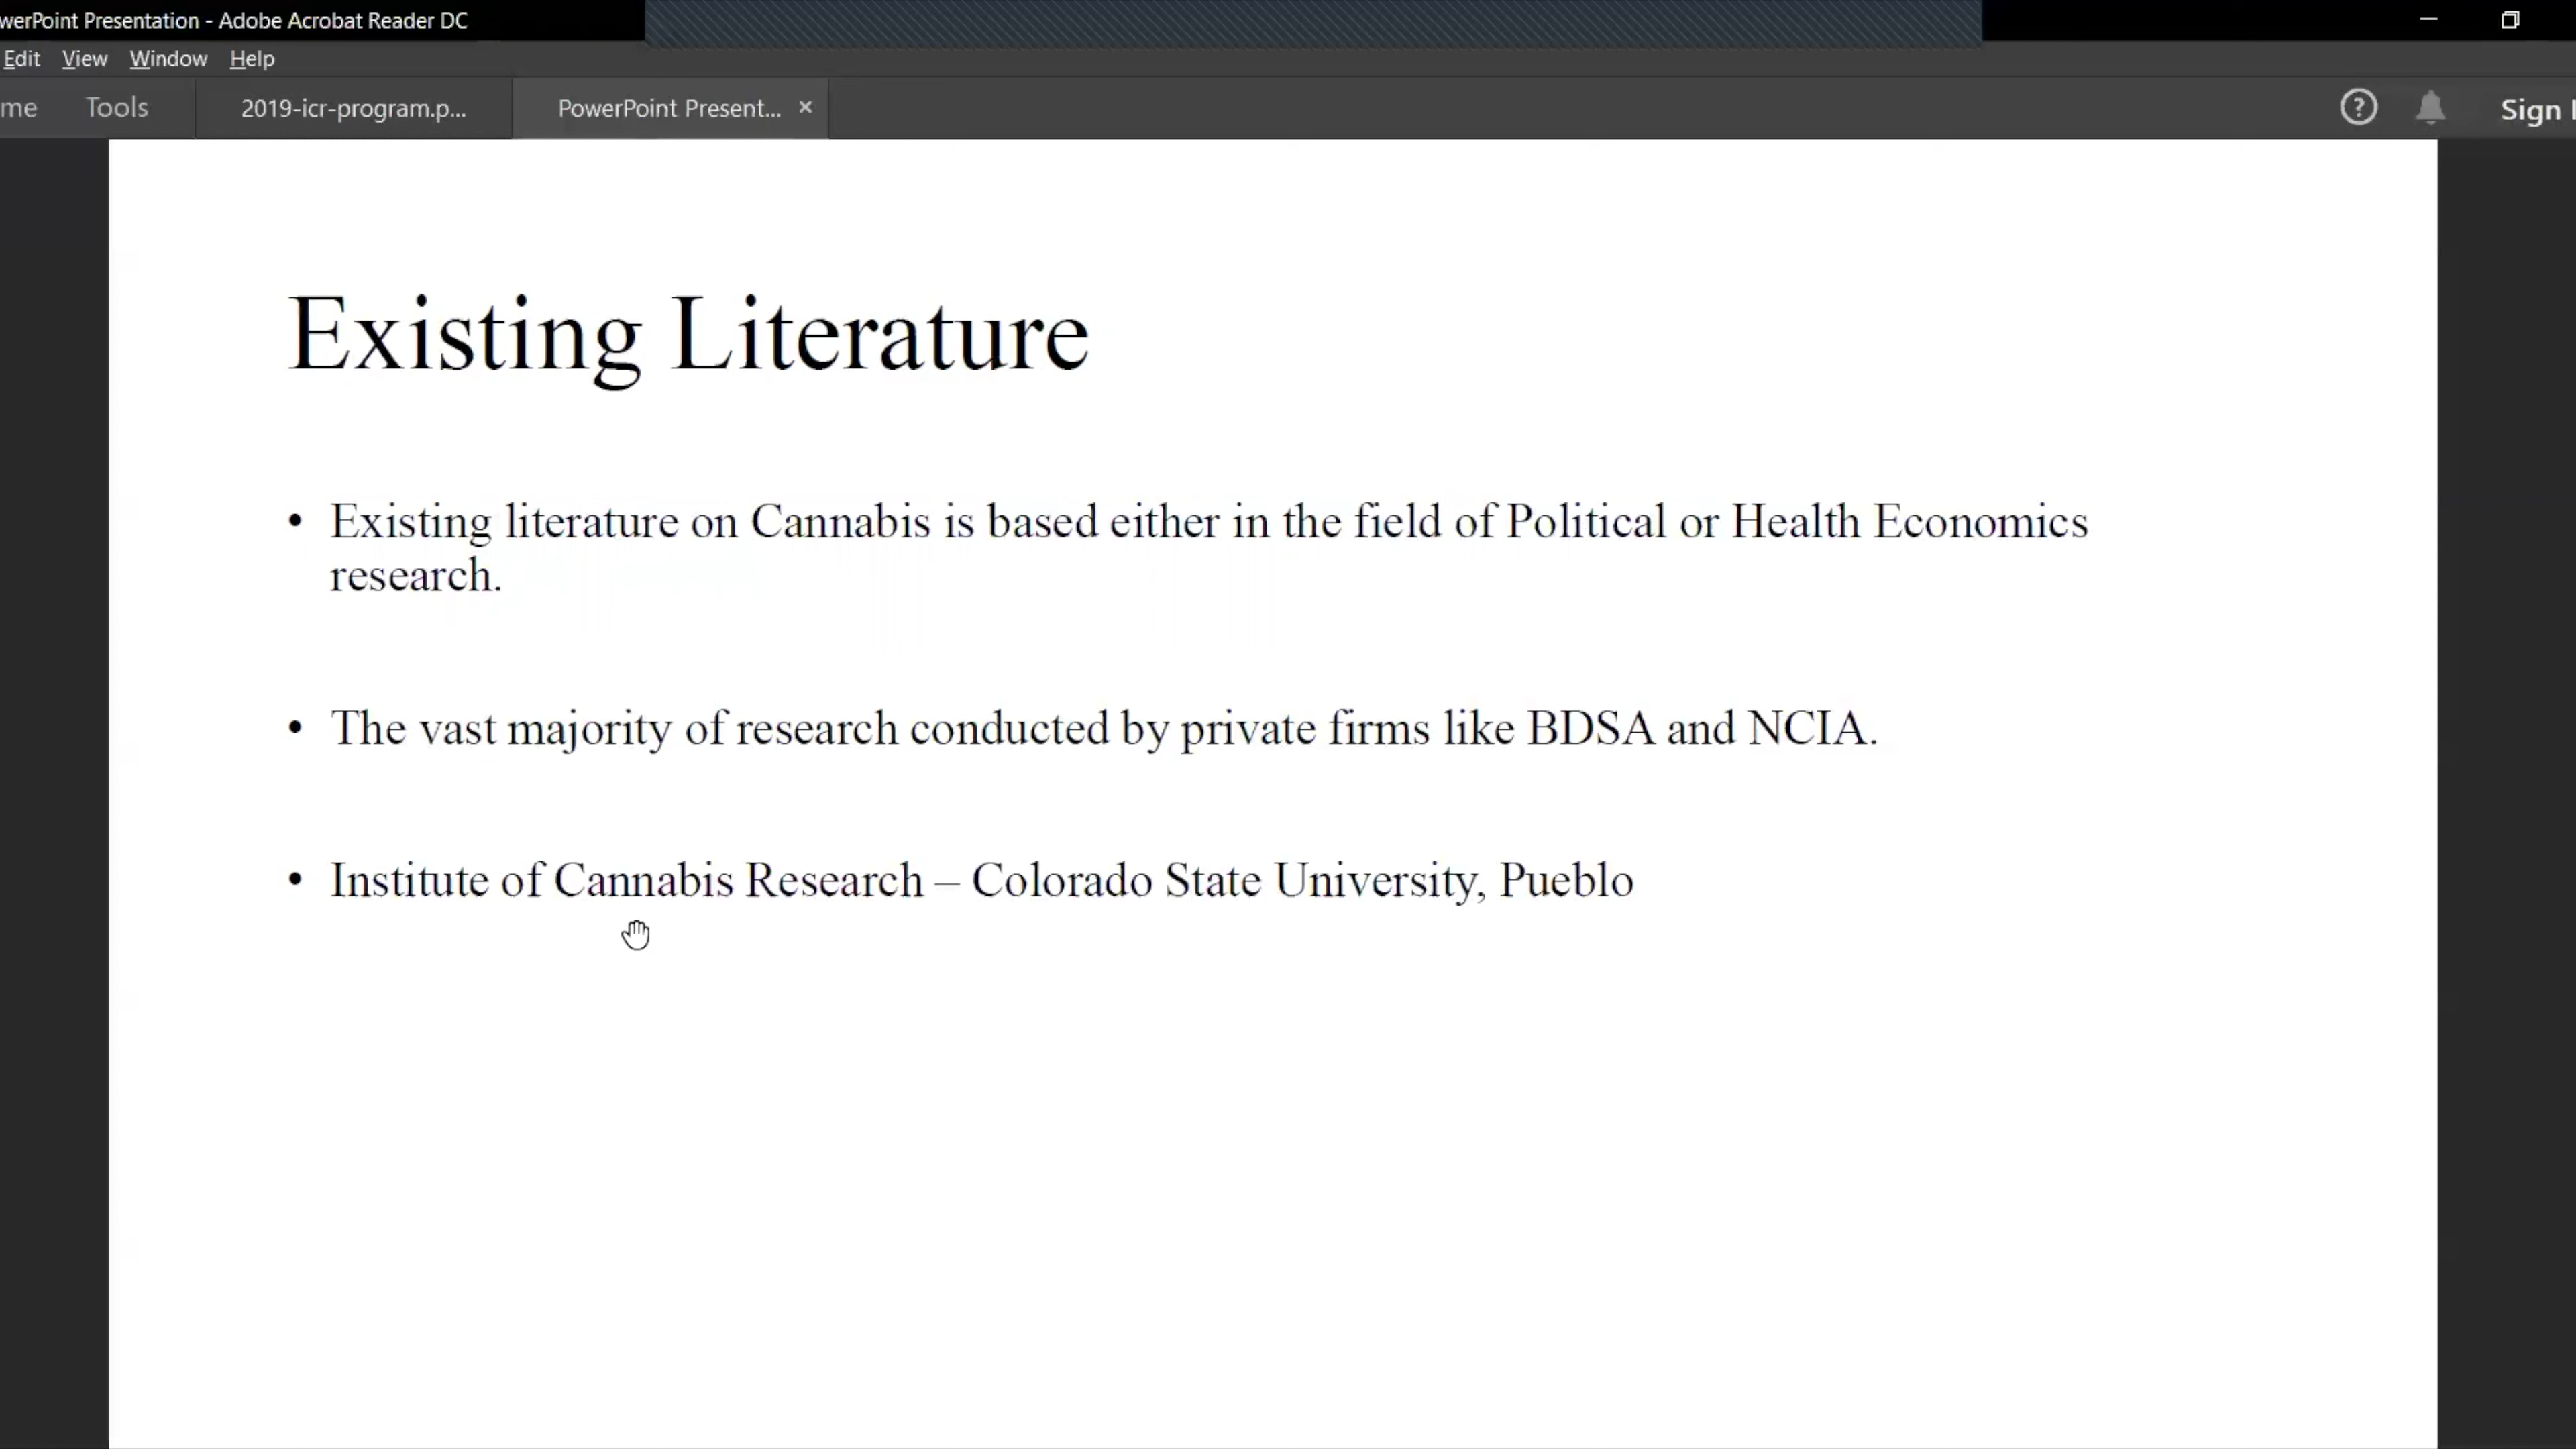 werPoint Presentation - Adobe Acrobat Reader DC
Edit View Window Help
me Tools 2019-icr-program.p... PowerPoint Present... × ? Sign I
Existing Literature
• Existing literature on Cannabis is based either in the field of Political or Health Economics
research.
• The vast majority of research conducted by private firms like BDSA and NCIA.
• Institute of Cannabis Research – Colorado State University, Pueblo